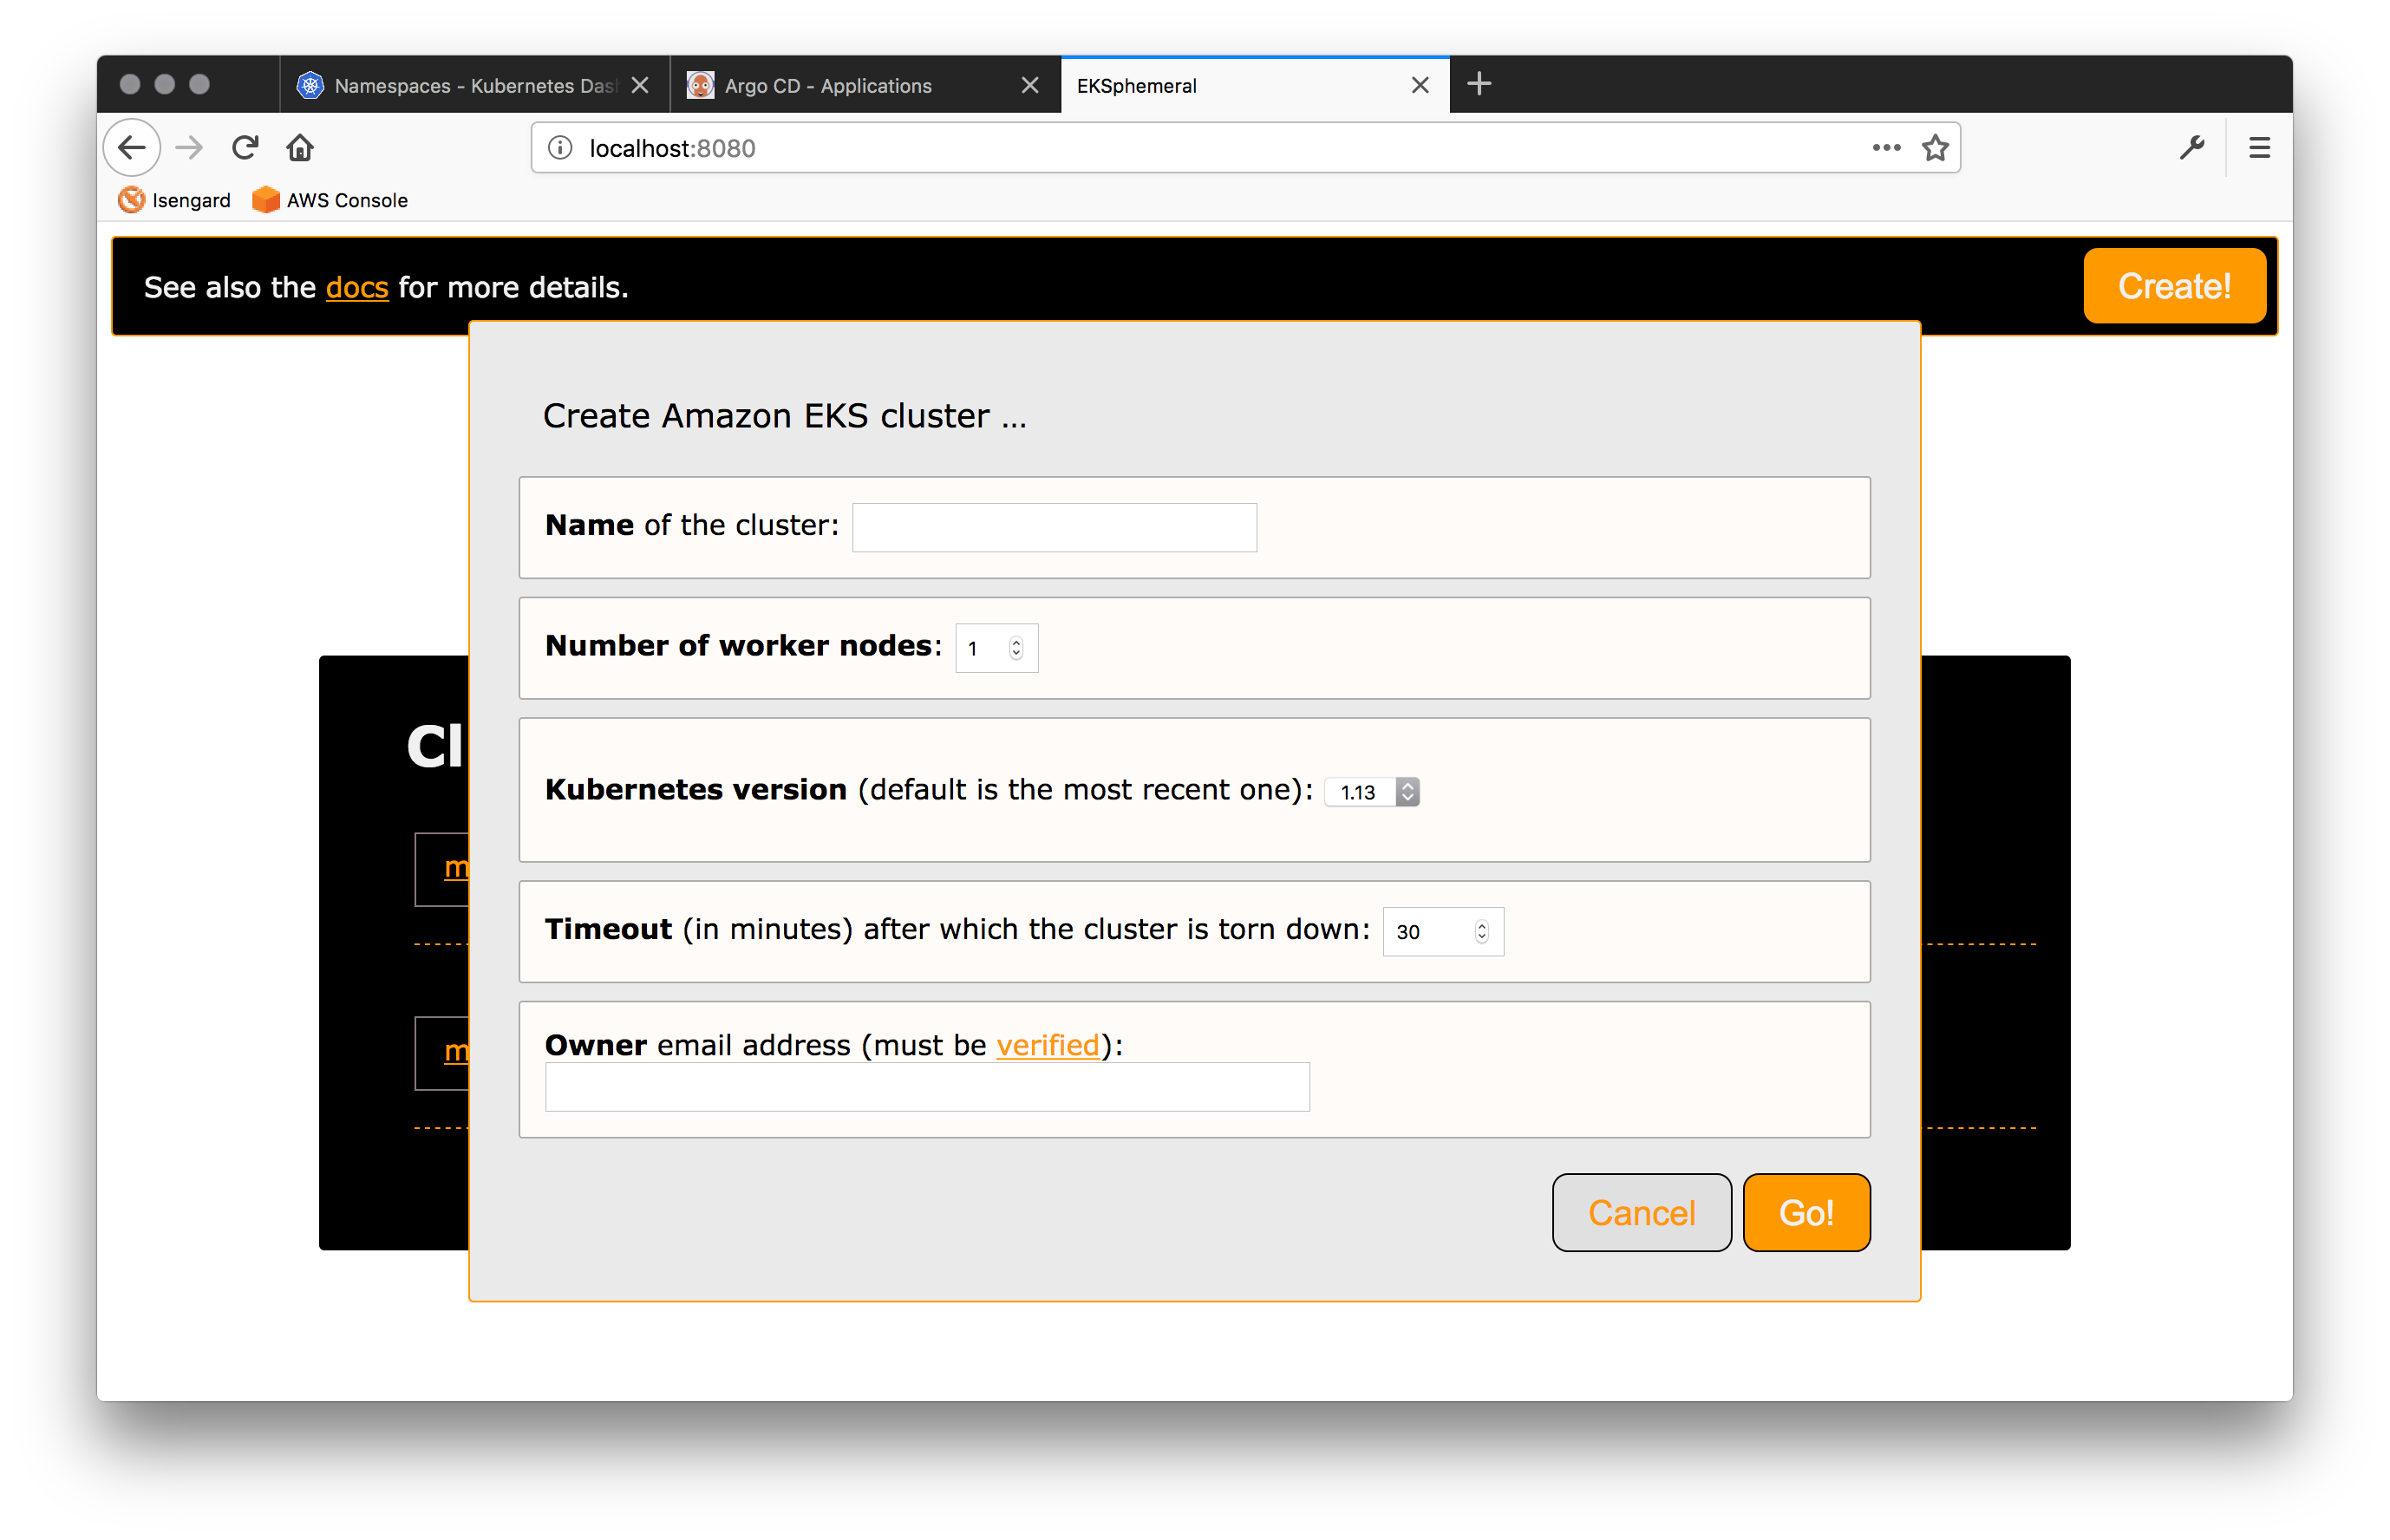 Namespaces - Kubernetes Das
Argo CD - Applications
EKSphemeral
localhost:8080
Isengard
AWS Console
See also the docs for more details.
Create!
Create Amazon EKS cluster ...
Name of the cluster:
Number of worker nodes: 1
Cl
Kubernetes version (default is the most recent one): 1.13
m
Timeout (in minutes) after which the cluster is torn down: 30
Owner email address (must be verified):
m
Cancel
Go!